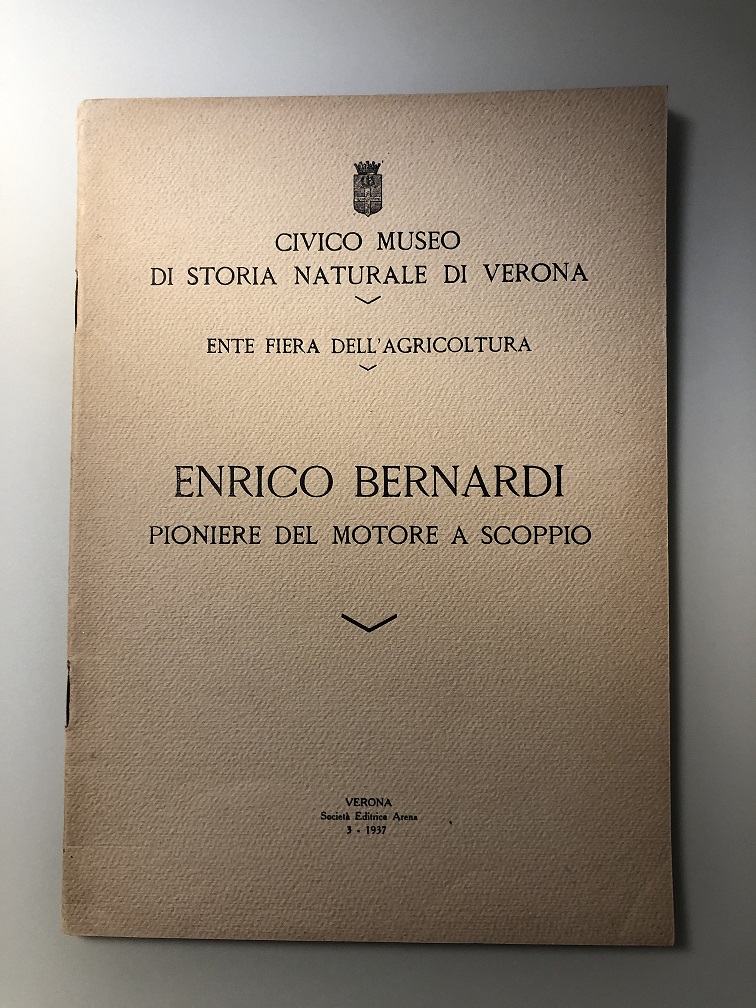 CIVICO MUSEO
DI STORIA NATURALE DI VERONA
ENTE FIERA DELL'AGRICOLTURA
ENRICO BERNARDI
PIONIERE DEL MOTORE A SCOPPIO
VERONA
Società Editrice Arena
3 - 1937